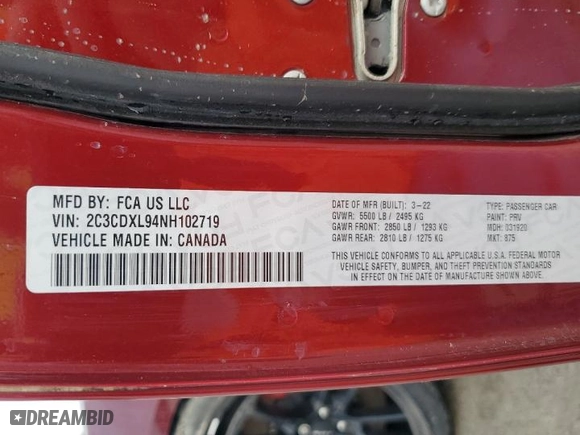 MFD BY: FCA US LLC
VIN: 2C3CDXL94NH102719
VEHICLE MADE IN: CANADA
DATE OF MFR (BUILT): 3-22
GVWR: 5500 LB / 2495 KG
GAWR FRONT: 2850 LB / 1293 KG
GAWR REAR: 2810 LB / 1275 KG
TYPE: PASSENGER CAR
PAINT: PRV
MDH: 031920
MKT: 875
THIS VEHICLE CONFORMS TO ALL APPLICABLE U.S.A. FEDERAL MOTOR
VEHICLE SAFETY, BUMPER, AND THEFT PREVENTION STANDARDS
IN EFFECT ON THE DATE OF MANUFACTURE SHOWN ABOVE.
DREAMBID